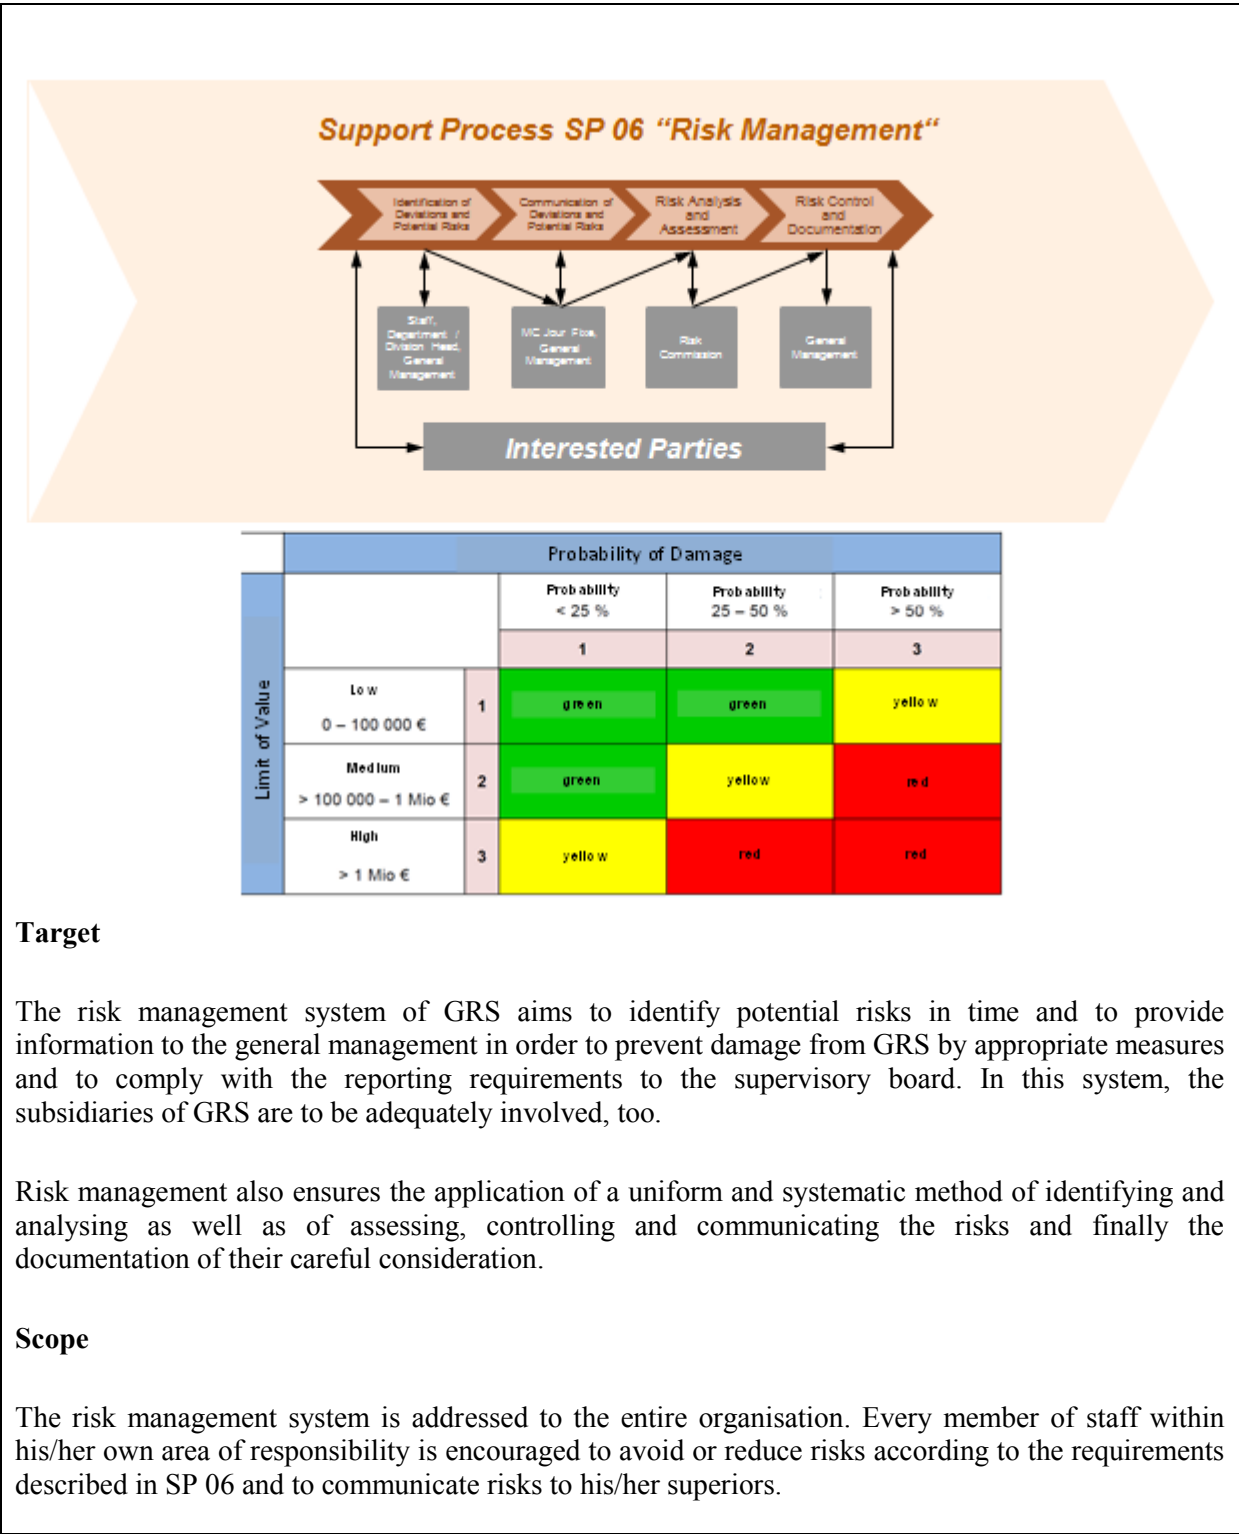 Support Process SP 06 “Risk Management“
Identification of
Deviations and
Potential Risks
Communication of
Deviations and
Potential Risks
Risk Analysis
and
Assessment
Risk Control
and
Documentation
Staff,
Department /
Division Head,
General
Management
MC Jour Fixe,
General
Management
Risk
Commission
General
Management
Interested Parties
Probability of Damage
Probability
< 25 %
Probability
25 – 50 %
Probability
> 50 %
1
2
3
Limit of Value
Low
0 – 100 000 €
1
green
green
yellow
Medium
> 100 000 – 1 Mio €
2
green
yellow
red
High
> 1 Mio €
3
yellow
red
red
Target
The risk management system of GRS aims to identify potential risks in time and to provide
information to the general management in order to prevent damage from GRS by appropriate measures
and to comply with the reporting requirements to the supervisory board. In this system, the
subsidiaries of GRS are to be adequately involved, too.
Risk management also ensures the application of a uniform and systematic method of identifying and
analysing as well as of assessing, controlling and communicating the risks and finally the
documentation of their careful consideration.
Scope
The risk management system is addressed to the entire organisation. Every member of staff within
his/her own area of responsibility is encouraged to avoid or reduce risks according to the requirements
described in SP 06 and to communicate risks to his/her superiors.